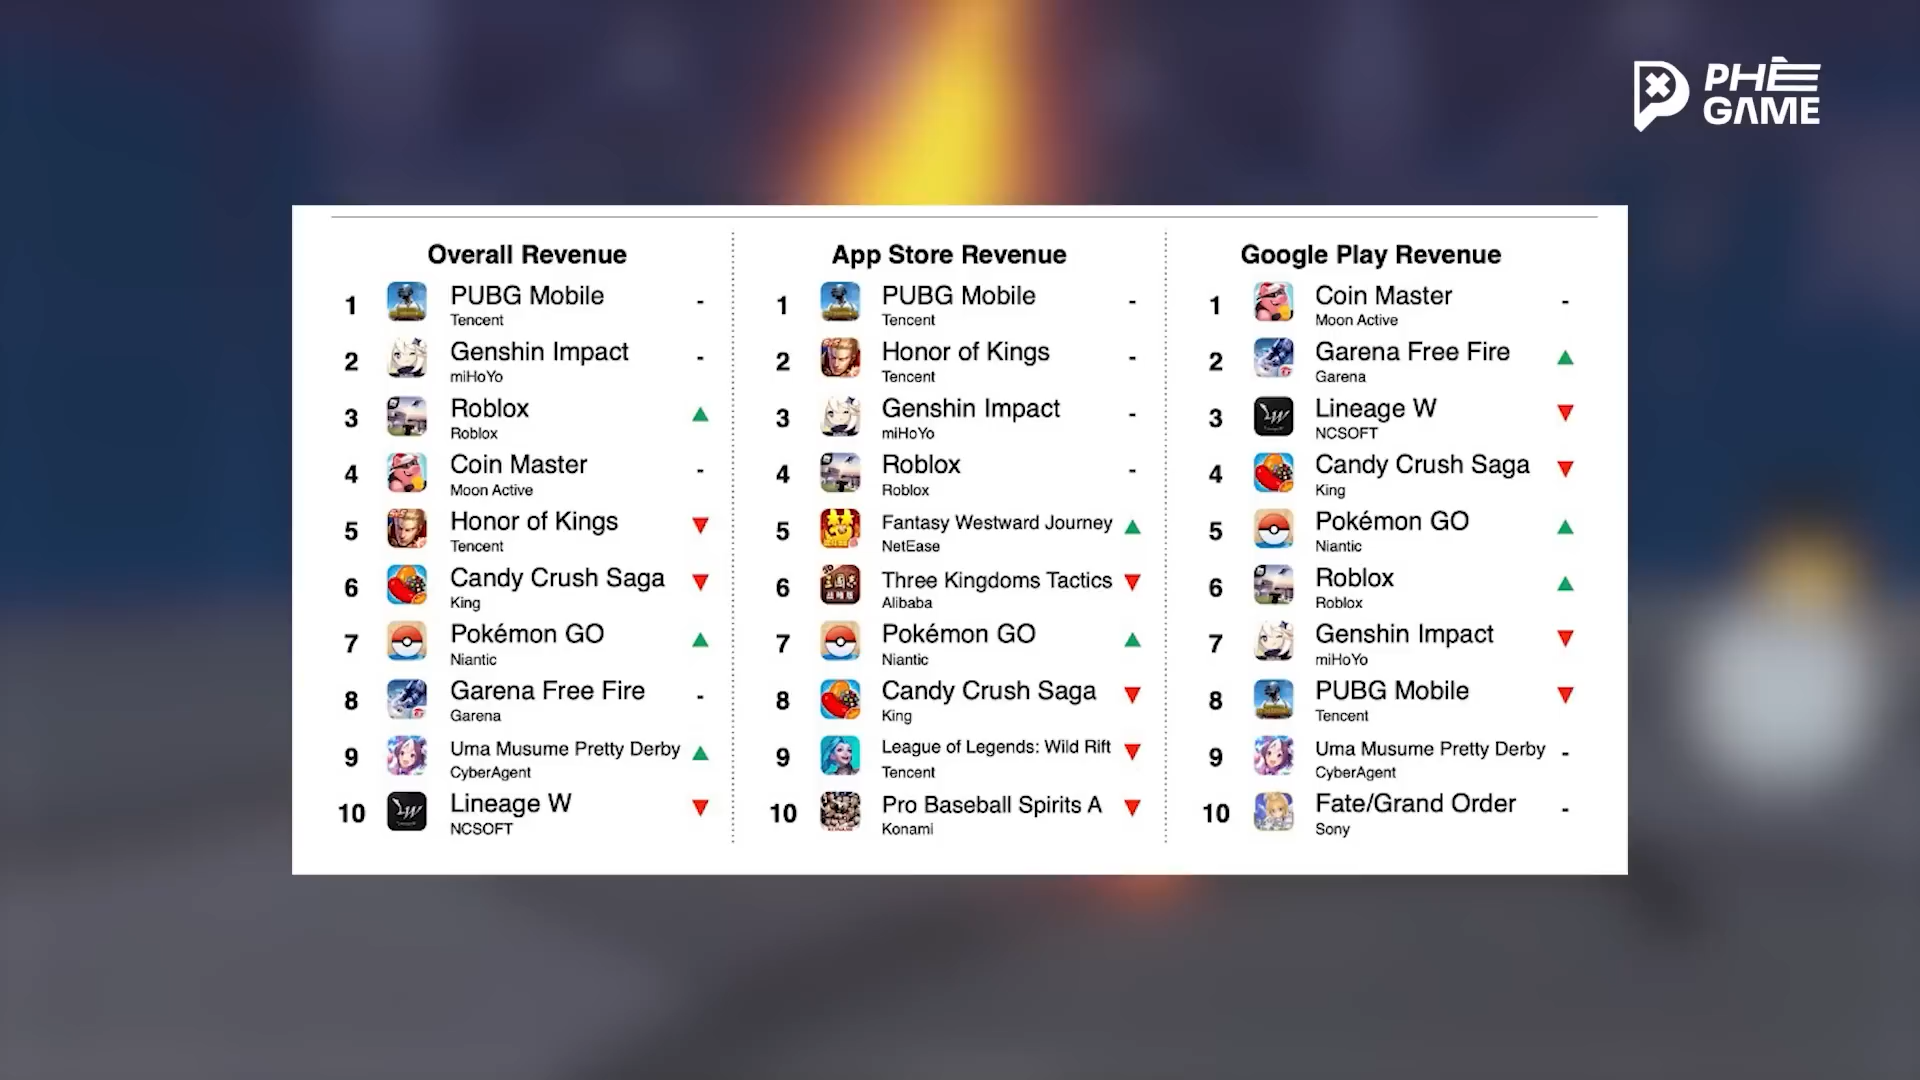 PHÊ
GAME
Overall Revenue
1 PUBG Mobile -
Tencent
2 Genshin Impact -
miHoYo
3 Roblox ▲
Roblox
4 Coin Master -
Moon Active
5 Honor of Kings ▼
Tencent
6 Candy Crush Saga ▼
King
7 Pokémon GO ▲
Niantic
8 Garena Free Fire -
Garena
9 Uma Musume Pretty Derby ▲
CyberAgent
10 Lineage W ▼
NCSOFT
App Store Revenue
1 PUBG Mobile -
Tencent
2 Honor of Kings -
Tencent
3 Genshin Impact -
miHoYo
4 Roblox -
Roblox
5 Fantasy Westward Journey ▲
NetEase
6 Three Kingdoms Tactics ▼
Alibaba
7 Pokémon GO ▲
Niantic
8 Candy Crush Saga ▼
King
9 League of Legends: Wild Rift ▼
Tencent
10 Pro Baseball Spirits A ▼
Konami
Google Play Revenue
1 Coin Master -
Moon Active
2 Garena Free Fire ▲
Garena
3 Lineage W ▼
NCSOFT
4 Candy Crush Saga ▼
King
5 Pokémon GO ▲
Niantic
6 Roblox ▲
Roblox
7 Genshin Impact ▼
miHoYo
8 PUBG Mobile ▼
Tencent
9 Uma Musume Pretty Derby -
CyberAgent
10 Fate/Grand Order -
Sony